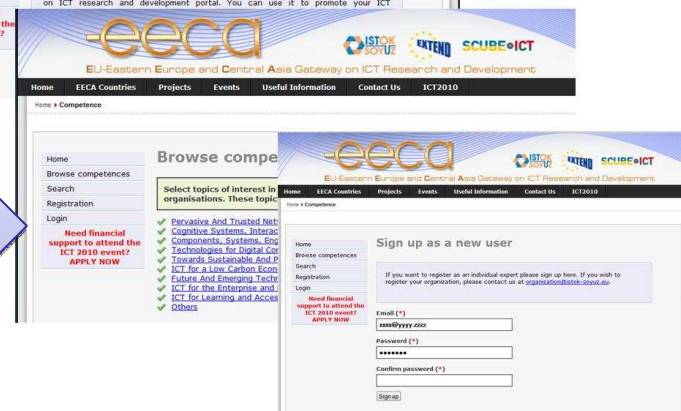 on ICT research and development portal. You can use it to promote your ICT
the
?
eeca
ISTOK SOYUZ
EXTEND
SCUBE ICT
EU-Eastern Europe and Central Asia Gateway on ICT Research and Development
Home EECA Countries Projects Events Useful Information Contact Us ICT2010
Home Competence
Home
Browse competences
Search
Registration
Login
Need financial
support to attend the
ICT 2010 event?
APPLY NOW
Browse compe
Select topics of interest in
organisations. These topic
Pervasive And Trusted Net
Cognitive Systems, Interac
Components, Systems, Eng
Technologies for Digital Con
Towards Sustainable And P
ICT for a Low Carbon Econ
Future And Emerging Techn
ICT for the Enterprise and
ICT for Learning and Acces
Others
eeca
ISTOK SOYUZ
EXTEND
SCUBE ICT
EU-Eastern Europe and Central Asia Gateway on ICT Research and Development
Home EECA Countries Projects Events Useful Information Contact Us ICT2010
Home Competence
Home
Browse competences
Search
Registration
Login
Need financial
support to attend the
ICT 2010 event?
APPLY NOW
Sign up as a new user
If you want to register as an individual expert please sign up here. If you wish to
register your organization, please contact us at organisation@istok-soyuz.eu.
Email (*)
xxxx@yyyy.zzzz
Password (*)
•••••••
Confirm password (*)
Sign up